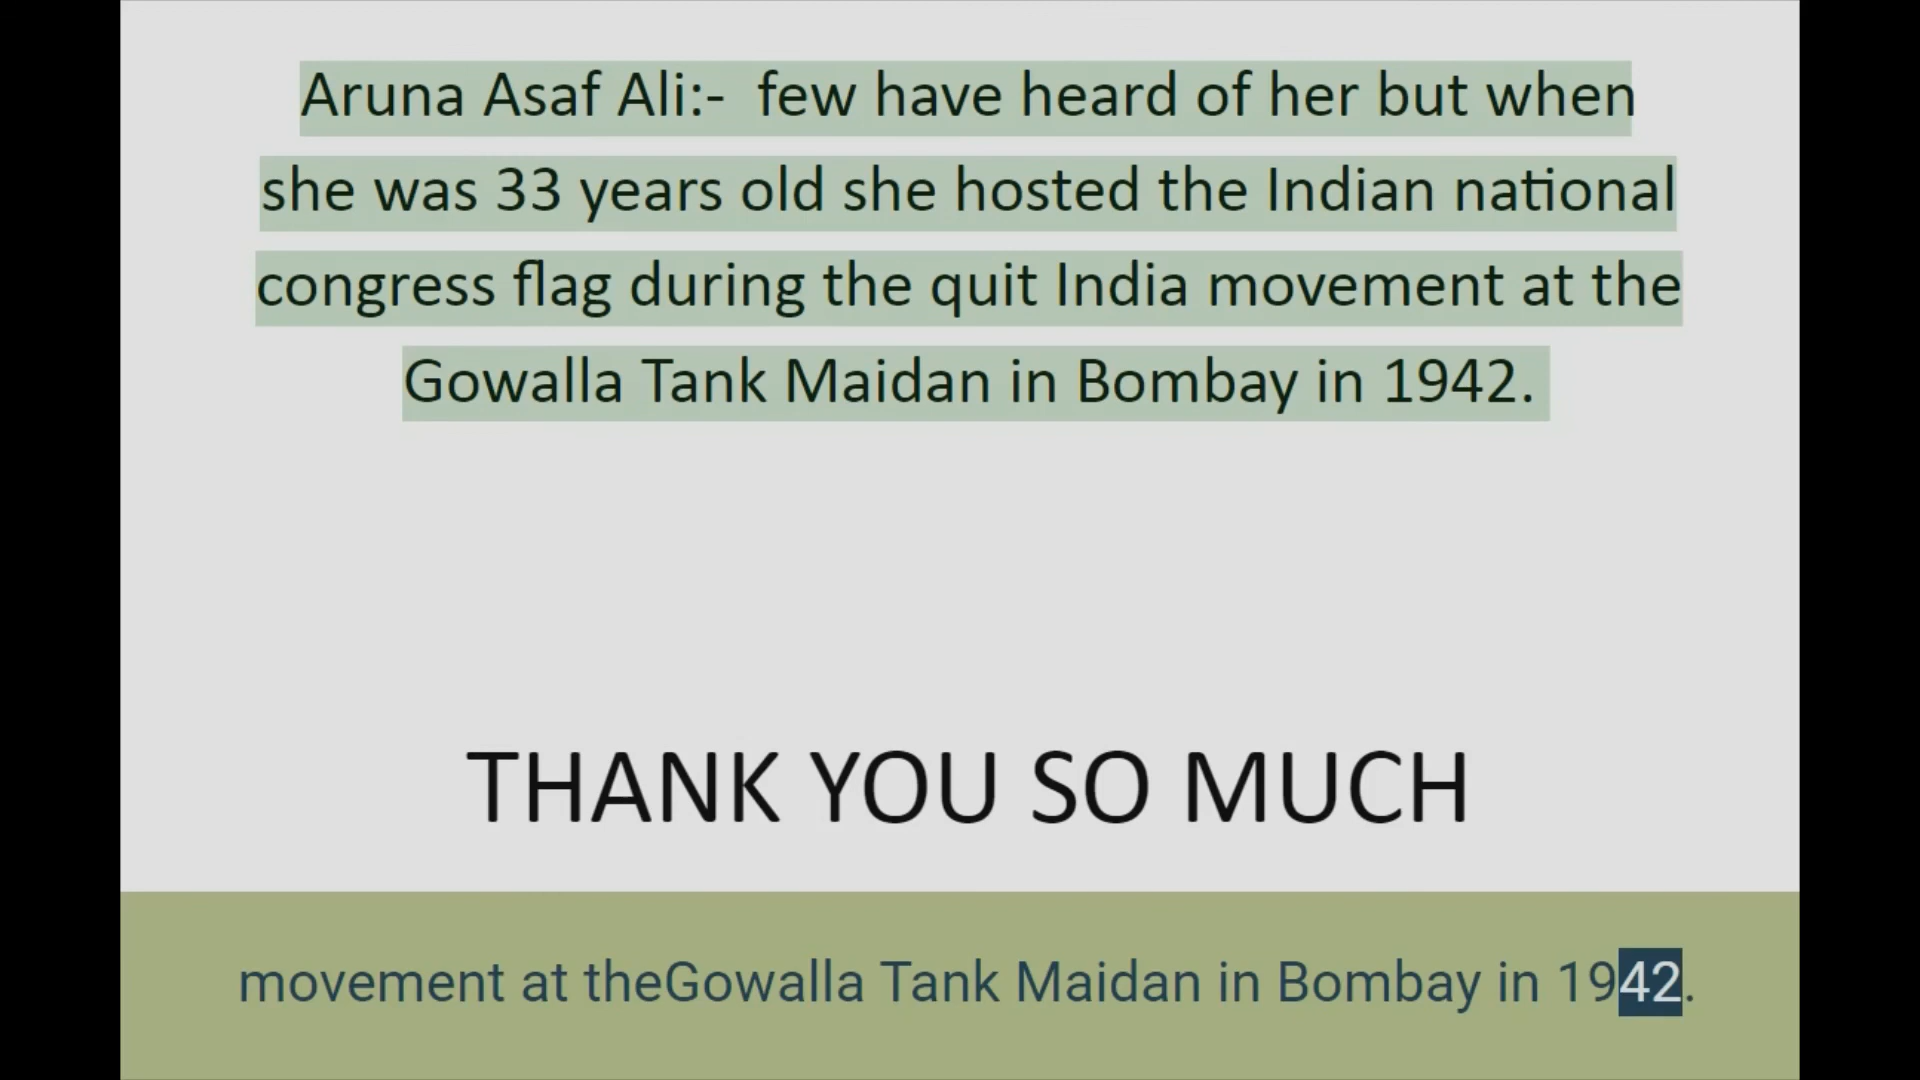 Aruna Asaf Ali:-  few have heard of her but when
she was 33 years old she hosted the Indian national
congress flag during the quit India movement at the
Gowalla Tank Maidan in Bombay in 1942.
THANK YOU SO MUCH
movement at theGowalla Tank Maidan in Bombay in 1942.